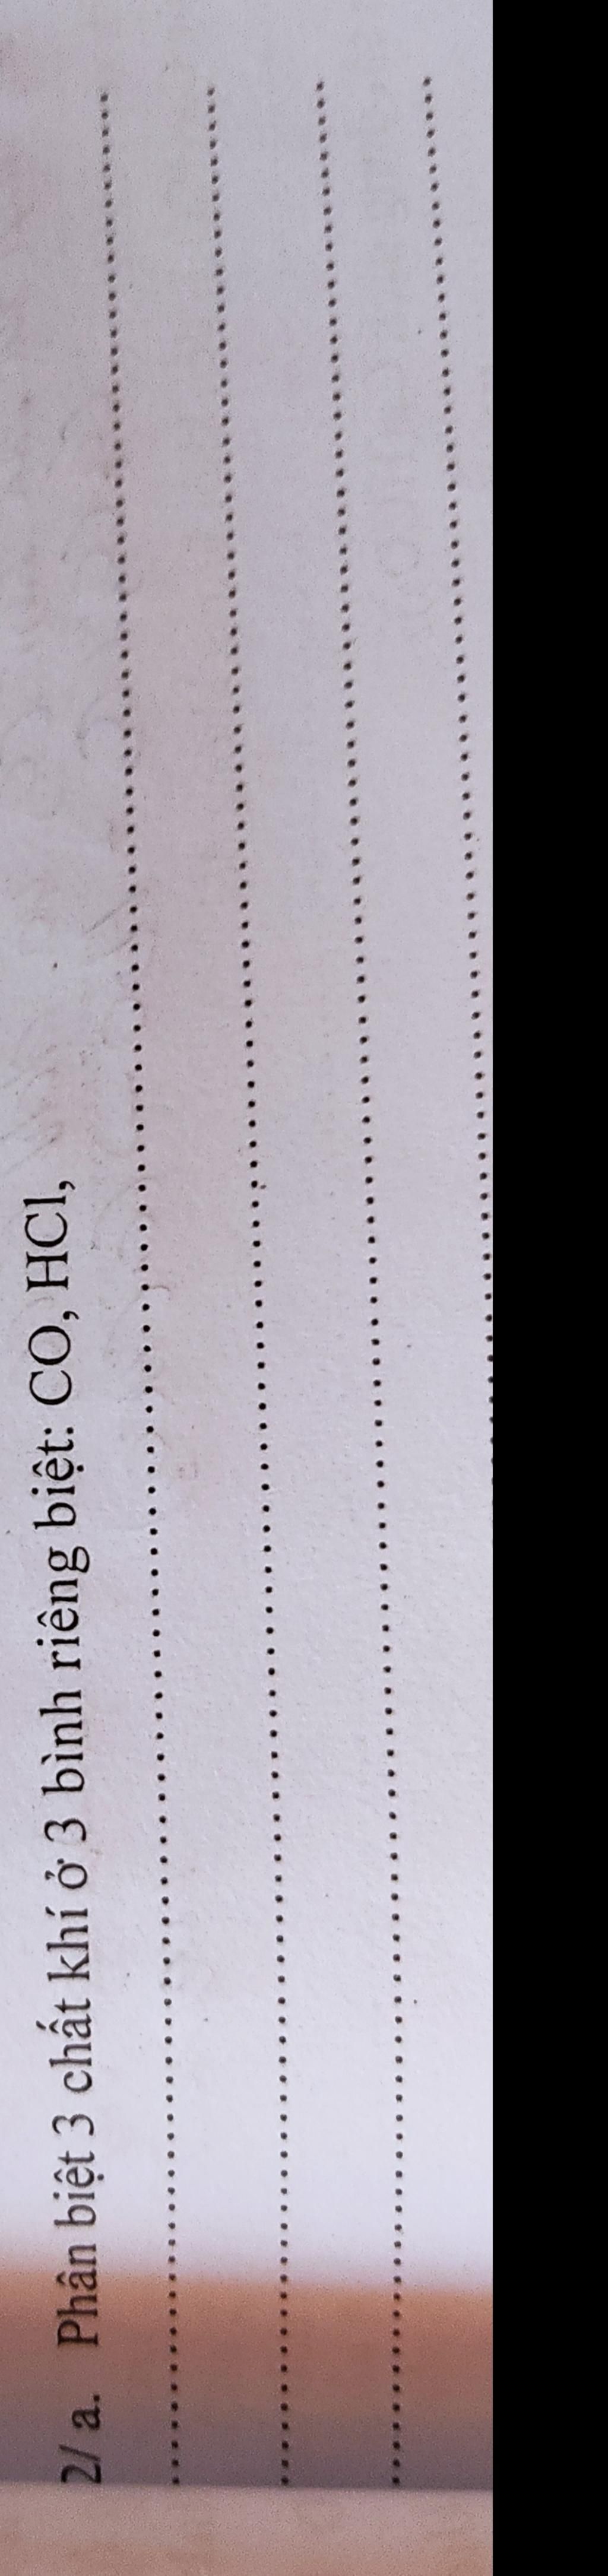 2/ a. Phân biệt 3 chất khí ở 3 bình riêng biệt: CO, HCl,